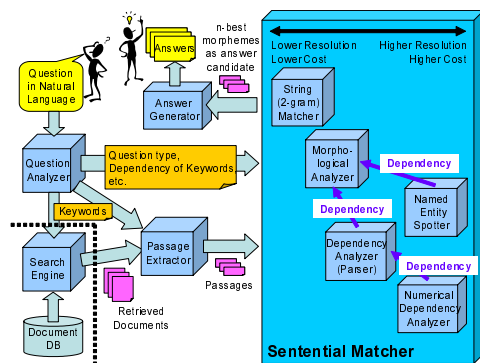 Question
in Natural
Language
Answers
n-best
morphemes
as answer
candidate
Answer
Generator
Question
Analyzer
Question type,
Dependency of Keywords,
etc.
Keywords
Search
Engine
Passage
Extractor
Retrieved
Documents
Passages
Document
DB
Lower Resolution
Lower Cost
Higher Resolution
Higher Cost
String
(2-gram)
Matcher
Morpho-
logical
Analyzer
Dependency
Named
Entity
Spotter
Dependency
Dependency
Analyzer
(Parser)
Dependency
Numerical
Dependency
Analyzer
Sentential Matcher